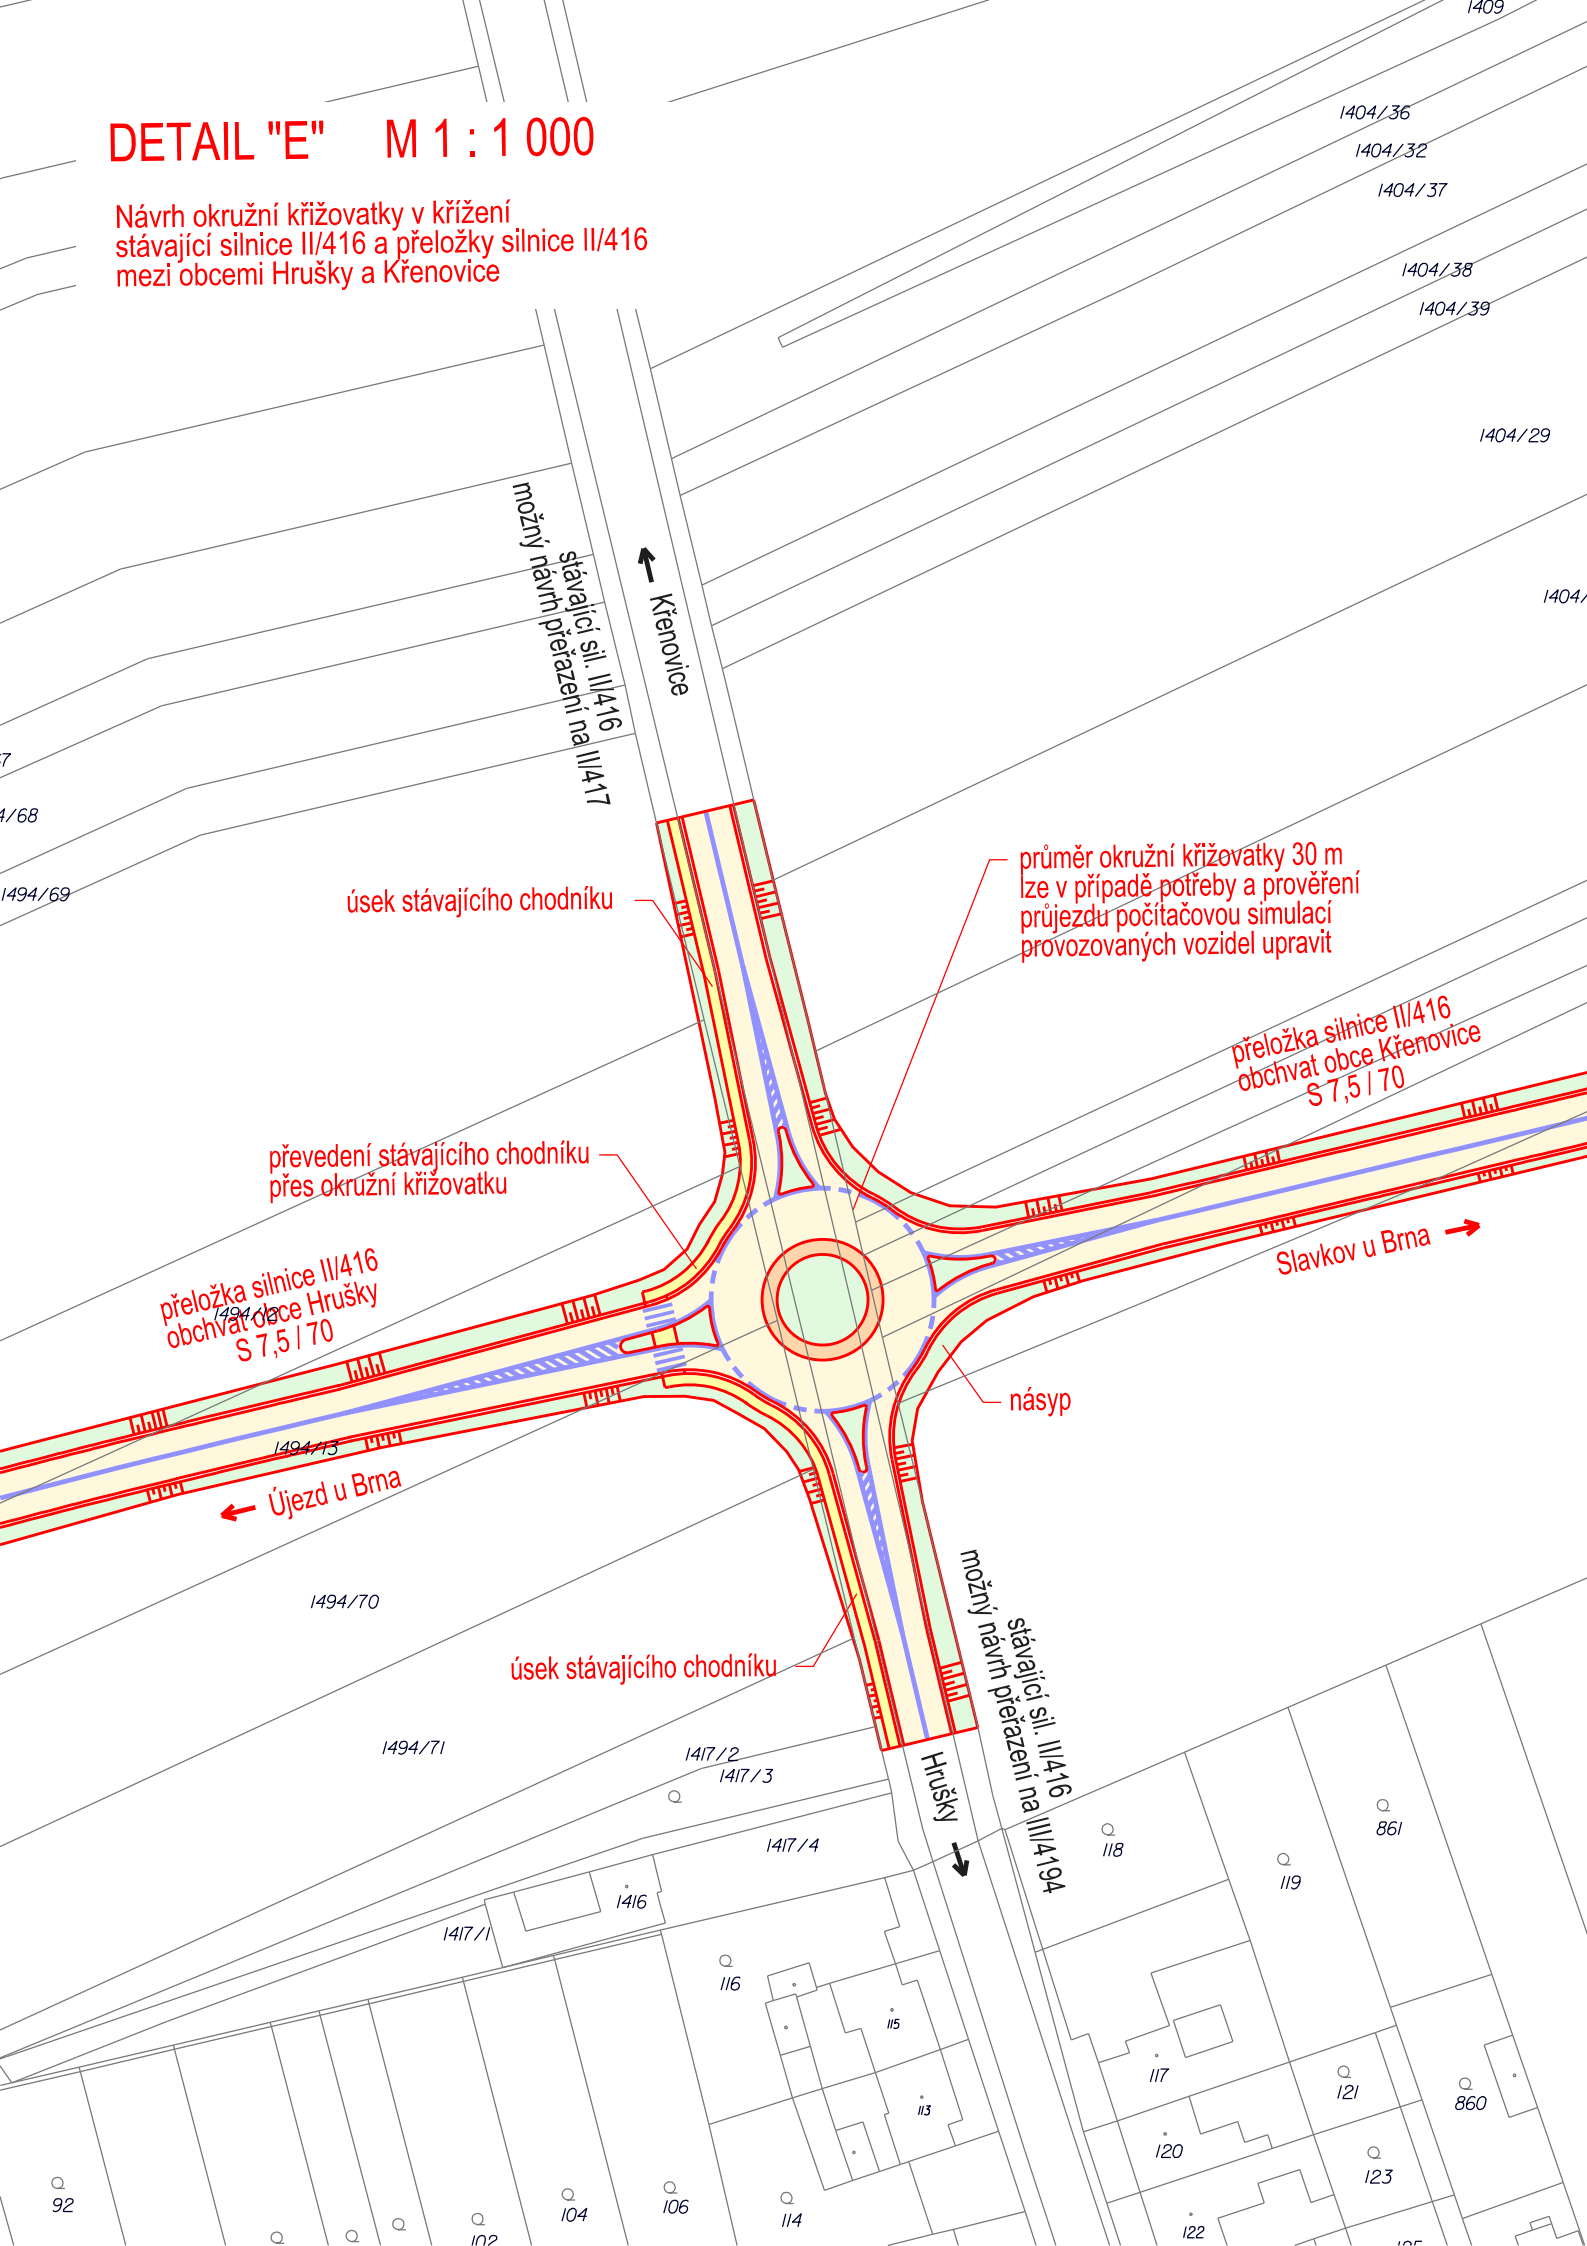 1409
DETAIL "E" M 1 : 1 000
1404/36
1404/32
1404/37
Návrh okružní křižovatky v křížení
stávající silnice II/416 a přeložky silnice II/416
mezi obcemi Hrušky a Křenovice
1404/38
1404/39
1404/29
stávající sil. II/416
možný návrh přeřazení na II/417
Křenovice
1404/
7
4/68
1494/69
úsek stávajícího chodníku
průměr okružní křižovatky 30 m
lze v případě potřeby a prověření
průjezdu počítačovou simulací
provozovaných vozidel upravit
přeložka silnice II/416
obchvat obce Křenovice
S 7,5 / 70
převedení stávajícího chodníku
přes okružní křižovatku
Slavkov u Brna
přeložka silnice II/416
obchvat obce Hrušky
S 7,5 / 70
1494/12
násyp
1494/13
Újezd u Brna
1494/70
úsek stávajícího chodníku
stávající sil. II/416
možný návrh přeřazení na III/4194
Hrušky
1494/71
1417/2
1417/3
1417/4
118
861
119
1416
1417/1
116
115
117
121
860
113
120
123
92
104
106
114
122
102